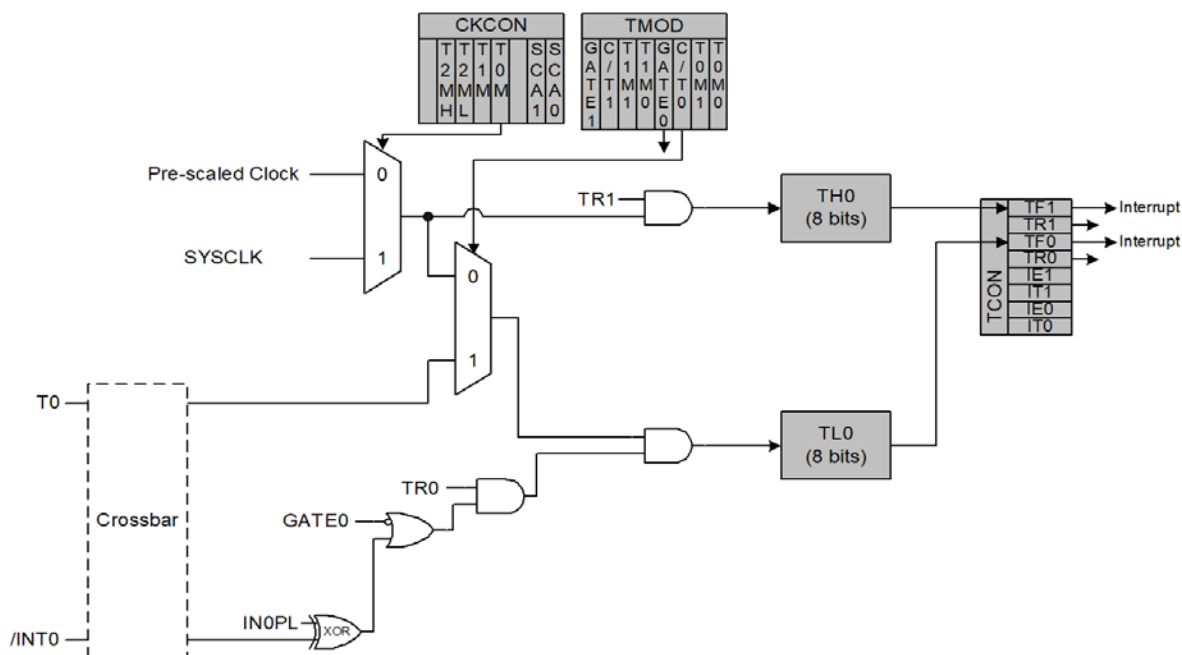 CKCON
TMOD
T2MH
T2ML
T1M
T0M
SCA1
SCA0
GATE1
C/T1
T1M1
T1M0
GATE0
C/T0
T0M1
T0M0
Pre-scaled Clock
0
SYSCLK
1
TR1
TH0
(8 bits)
TCON
TF1
TR1
TF0
TR0
IE1
IT1
IE0
IT0
Interrupt
Interrupt
0
1
T0
Crossbar
/INT0
TL0
(8 bits)
TR0
GATE0
IN0PL
XOR